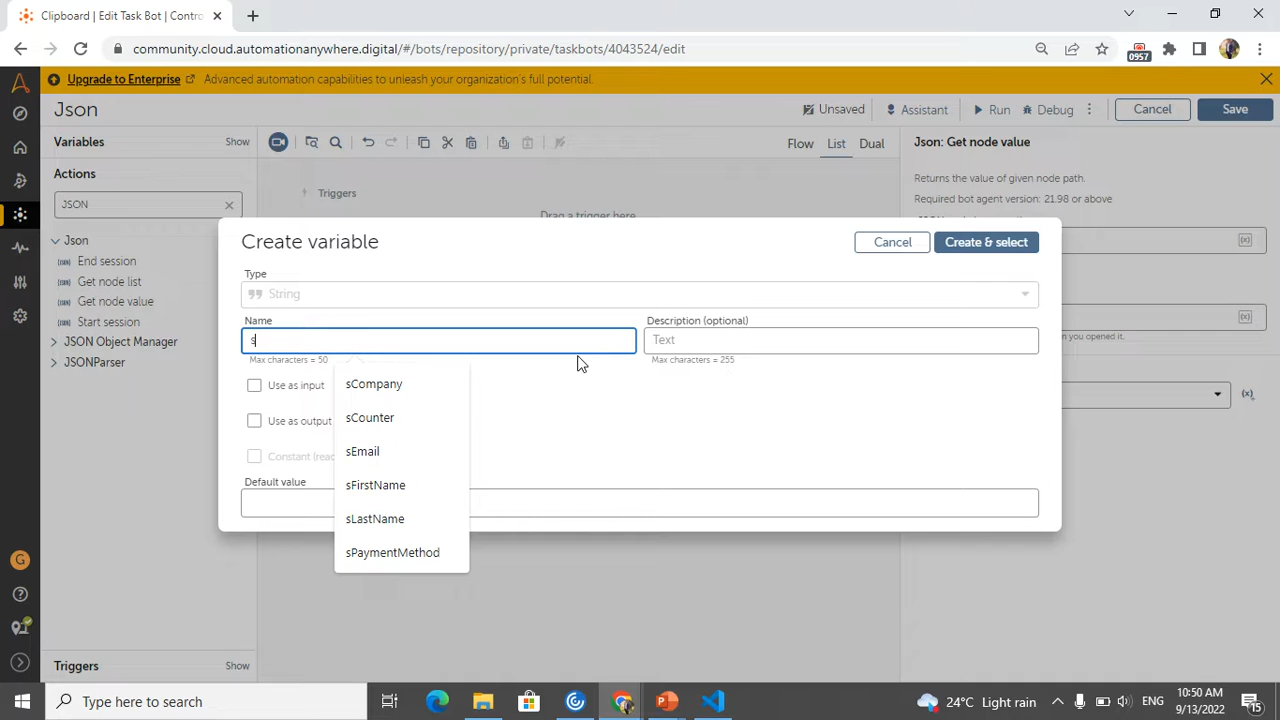 Clipboard | Edit Task Bot | Contro
community.cloud.automationanywhere.digital/#/bots/repository/private/taskbots/4043524/edit
0957
Upgrade to Enterprise Advanced automation capabilities to unleash your organization's full potential.
Json
Unsaved Assistant Run Debug Cancel Save
Variables Show
Flow List Dual
Json: Get node value
Actions
Returns the value of given node path.
Triggers
Required bot agent version: 21.98 or above
JSON
Drag a trigger here
Json
End session
Get node list
Get node value
Start session
JSON Object Manager
JSONParser
Create variable
Cancel Create & select
Type
String
Name Description (optional)
s Text
Max characters = 50 Max characters = 255
Use as input
Use as output
Constant (read
Default value
sCompany
sCounter
sEmail
sFirstName
sLastName
sPaymentMethod
n you opened it.
(x)
(x)
(x)
G
Triggers Show
Type here to search
24°C Light rain
ENG
10:50 AM
9/13/2022
15